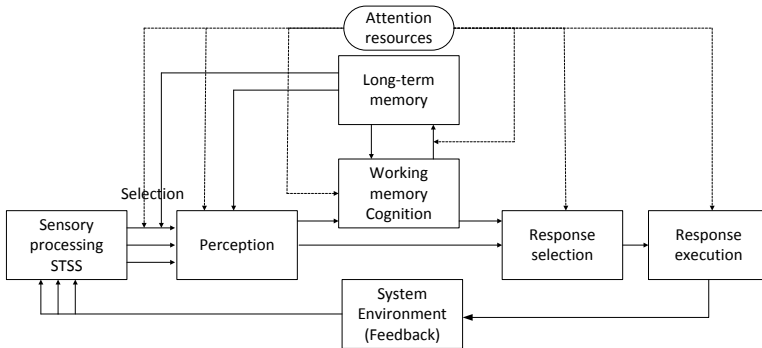 Attention
resources
Long-term
memory
Working
memory
Cognition
Selection
Sensory
processing
STSS
Perception
Response
selection
Response
execution
System
Environment
(Feedback)